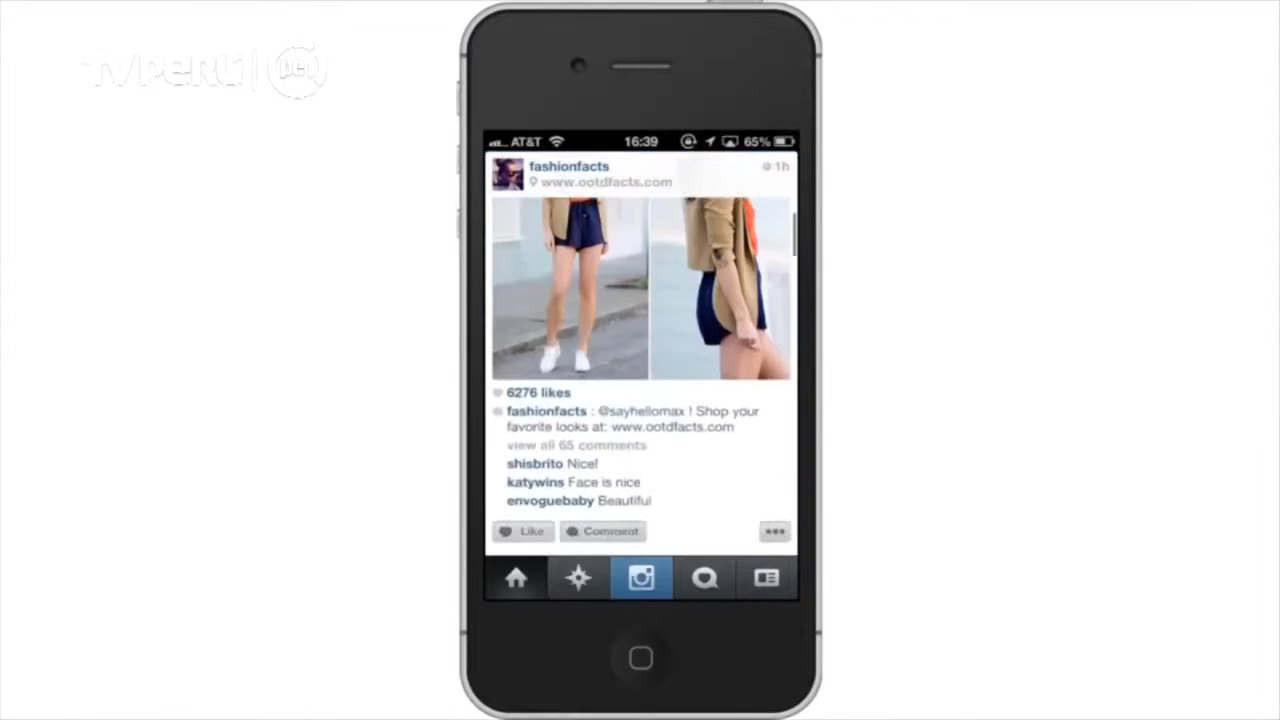 TVPERÚ
AT&T 16:39 65%
fashionfacts 1h
www.ootdfacts.com
6276 likes
fashionfacts : @sayhellomax ! Shop your
favorite looks at: www.ootdfacts.com
view all 65 comments
shisbrito Nice!
katywins Face is nice
envoguebaby Beautiful
Like Comment